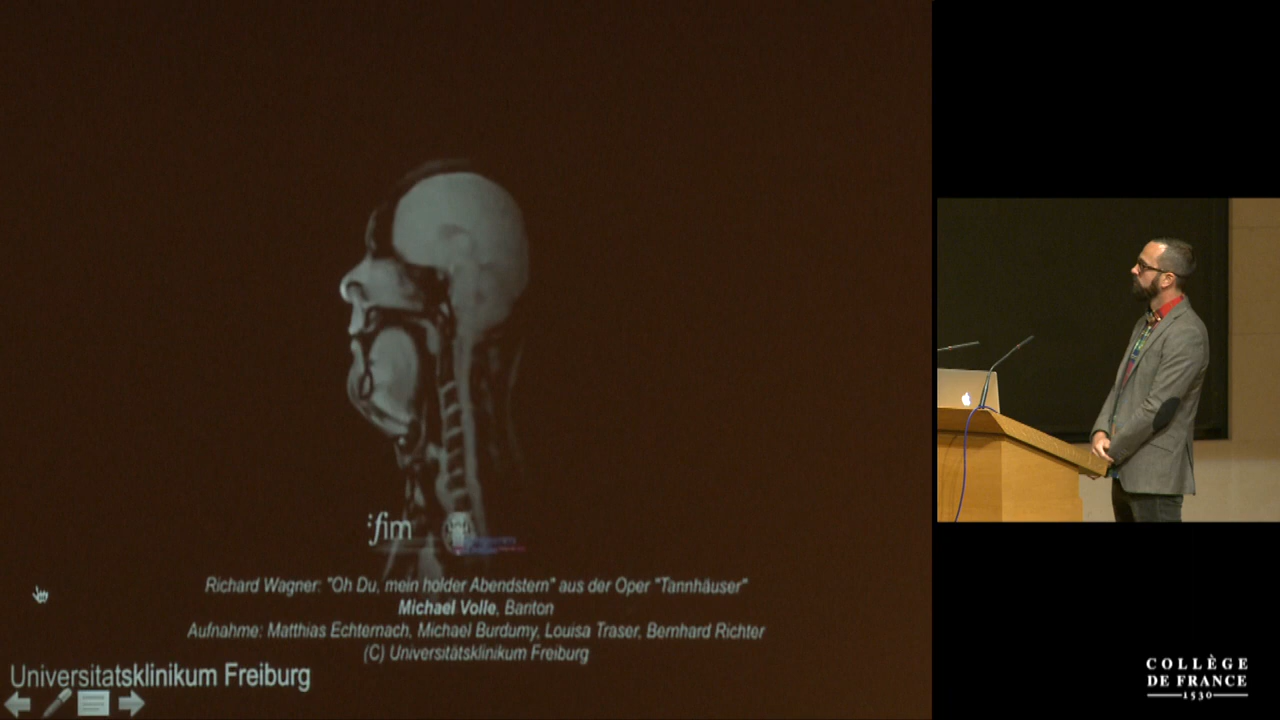 :fim
Richard Wagner: "Oh Du, mein holder Abendstern" aus der Oper "Tannhäuser"
Michael Volle, Bariton
Aufnahme: Matthias Echternach, Michael Burdumy, Louisa Traser, Bernhard Richter
(C) Universitätsklinikum Freiburg
Universitatsklinikum Freiburg
COLLÈGE
DE FRANCE
1530